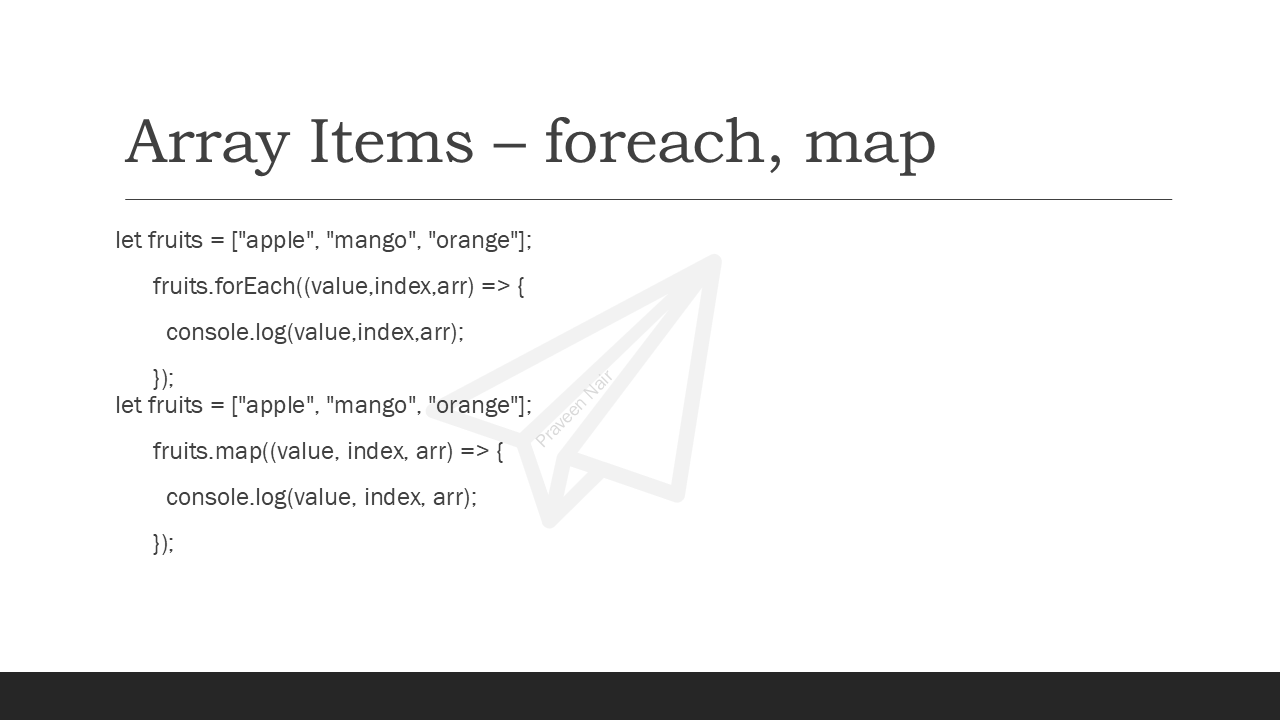 Array Items – foreach, map
let fruits = ["apple", "mango", "orange"];
fruits.forEach((value,index,arr) => {
console.log(value,index,arr);
});
let fruits = ["apple", "mango", "orange"];
fruits.map((value, index, arr) => {
console.log(value, index, arr);
});
Praveen Nair